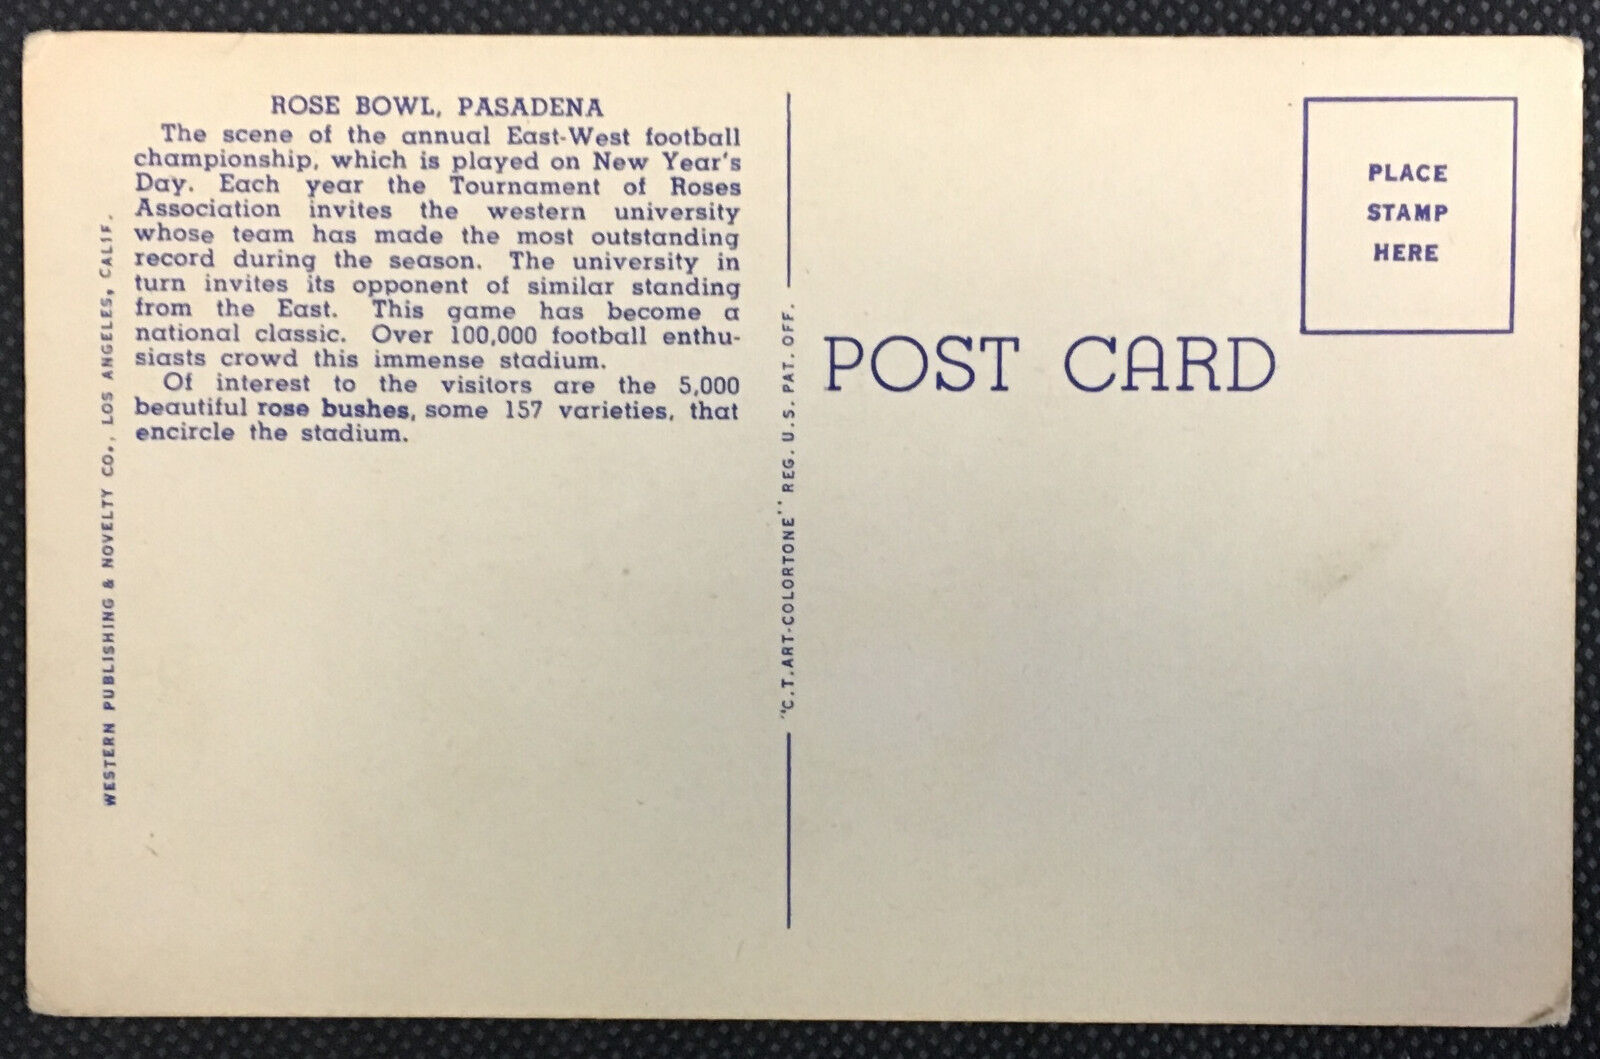 ROSE BOWL, PASADENA
The scene of the annual East-West football
championship, which is played on New Year's
Day. Each year the Tournament of Roses
Association invites the western university
whose team has made the most outstanding
record during the season. The university in
turn invites its opponent of similar standing
from the East. This game has become a
national classic. Over 100,000 football enthu-
siasts crowd this immense stadium.
Of interest to the visitors are the 5,000
beautiful rose bushes, some 157 varieties, that
encircle the stadium.
WESTERN PUBLISHING & NOVELTY CO., LOS ANGELES, CALIF.
"C.T. ART-COLORTONE" REG. U.S. PAT. OFF.
POST CARD
PLACE
STAMP
HERE